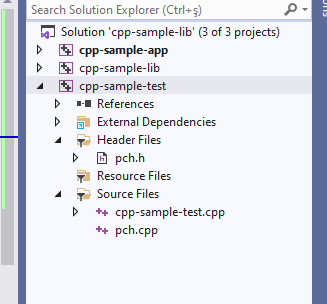 Search Solution Explorer (Ctrl+ş)
Solution 'cpp-sample-lib' (3 of 3 projects)
cpp-sample-app
cpp-sample-lib
cpp-sample-test
References
External Dependencies
Header Files
pch.h
Resource Files
Source Files
cpp-sample-test.cpp
pch.cpp